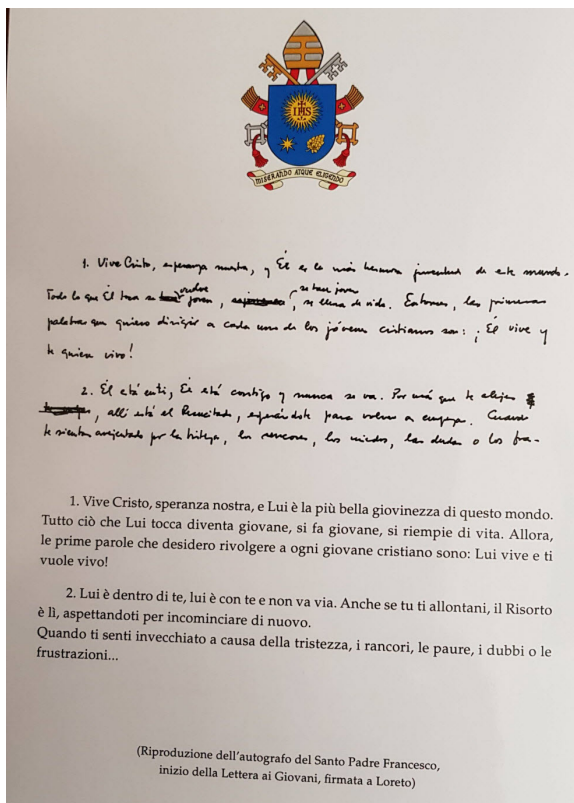 IHS
MISERANDO ATQUE ELIGENDO
1. Vive Cristo, esperanza nuestra, y Él es la más hermosa juventud de este mundo.
vuelve se hace joven
Todo lo que Él toca se joven, , se llena de vida. Entonces, las primeras
palabras que quiero dirigir a cada uno de los jóvenes cristianos son: ¡Él vive y
te quiere vivo!
2. Él está en ti, Él está contigo y nunca se va. Por más que te alejes
, allí está el Resucitado, esperándote para volver a empezar. Cuando
te sientas avejentado por la tristeza, los rencores, los miedos, las dudas o los fra-
1. Vive Cristo, speranza nostra, e Lui è la più bella giovinezza di questo mondo.
Tutto ciò che Lui tocca diventa giovane, si fa giovane, si riempie di vita. Allora,
le prime parole che desidero rivolgere a ogni giovane cristiano sono: Lui vive e ti
vuole vivo!
2. Lui è dentro di te, lui è con te e non va via. Anche se tu ti allontani, il Risorto
è lì, aspettandoti per incominciare di nuovo.
Quando ti senti invecchiato a causa della tristezza, i rancori, le paure, i dubbi o le
frustrazioni...
(Riproduzione dell'autografo del Santo Padre Francesco,
inizio della Lettera ai Giovani, firmata a Loreto)